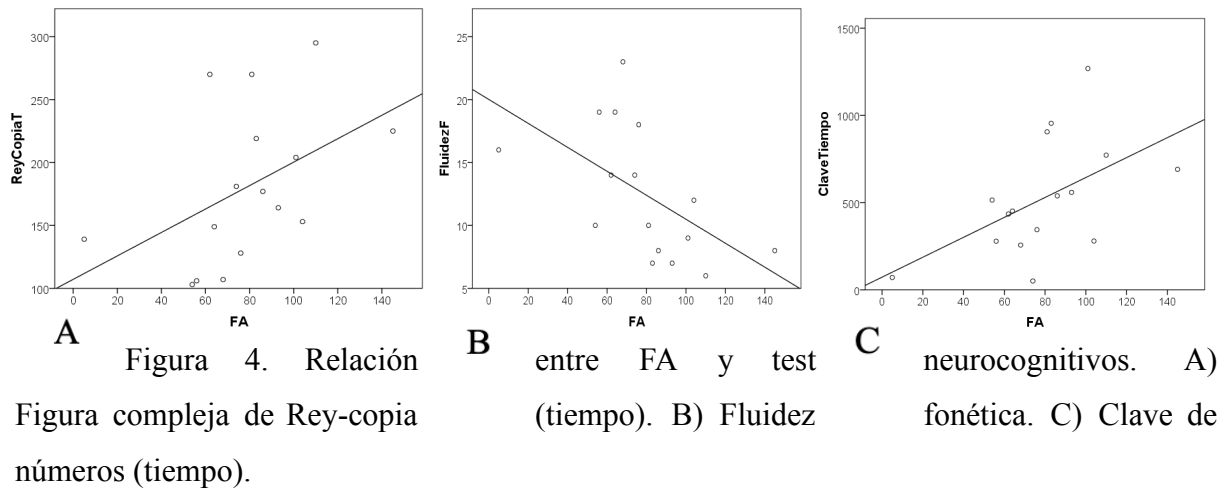 300
250
200
150
100
ReyCopiaT
0 20 40 60 80 100 120 140
FA
A
25
20
15
10
5
FluidezF
0 20 40 60 80 100 120 140
FA
B
1500
1000
500
0
ClaveTiempo
0 20 40 60 80 100 120 140
FA
C
Figura 4. Relación entre FA y test neurocognitivos. A)
Figura compleja de Rey-copia (tiempo). B) Fluidez fonética. C) Clave de
números (tiempo).